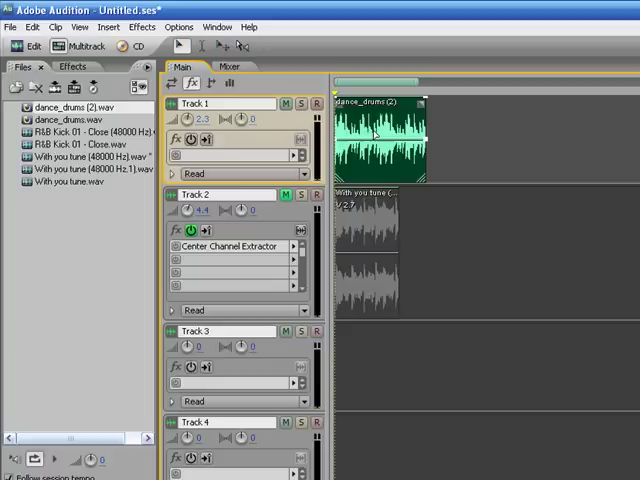 Adobe Audition - Untitled.ses*
File Edit Clip View Insert Effects Options Window Help
Edit Multitrack CD
Files × Effects
Main × Mixer
dance_drums (2).wav
dance_drums.wav
R&B Kick 01 - Close (48000 Hz).wav
R&B Kick 01 - Close.wav
With you tune (48000 Hz).wav *
With you tune (48000 Hz.1).wav
With you tune.wav
Follow session tempo
fx
Track 1 M S R
2.3 0
fx
Read
dance_drums (2)
Track 2 M S R
4.4 0
fx
Center Channel Extractor
Read
With you tune (...
V 2.7
Track 3 M S R
0 0
fx
Read
Track 4 M S R
0 0
fx
0